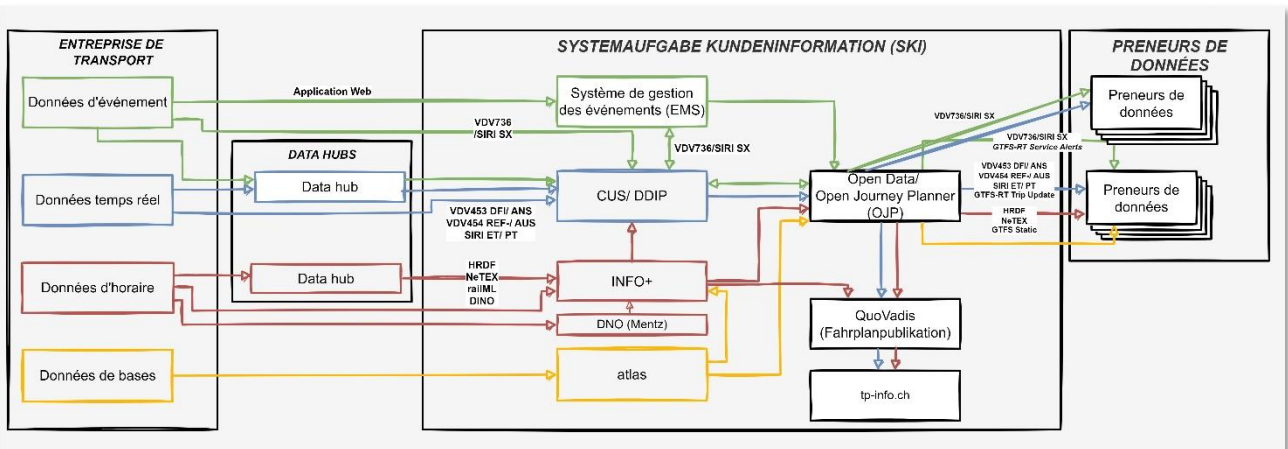 ENTREPRISE DE
TRANSPORT
Données d'événement
Données temps réel
Données d'horaire
Données de bases
DATA HUBS
Data hub
Data hub
SYSTEMAUFGABE KUNDENINFORMATION (SKI)
Application Web
VDV736
/SIRI SX
Système de gestion
des événements (EMS)
VDV736/SIRI SX
CUS/ DDIP
VDV453 DFI/ ANS
VDV454 REF-/ AUS
SIRI ET/ PT
HRDF
NeTEX
railML
DINO
INFO+
DNO (Mentz)
atlas
Open Data/
Open Journey Planner
(OJP)
QuoVadis
(Fahrplanpublikation)
tp-info.ch
VDV736/SIRI SX
VDV736/SIRI SX
GTFS-RT Service Alerts
VDV453 DFI/ ANS
VDV454 REF-/ AUS
SIRI ET/ PT
GTFS-RT Trip Update
HRDF
NeTEX
GTFS Static
PRENEURS DE
DONNÉES
Preneurs de
données
Preneurs de
données